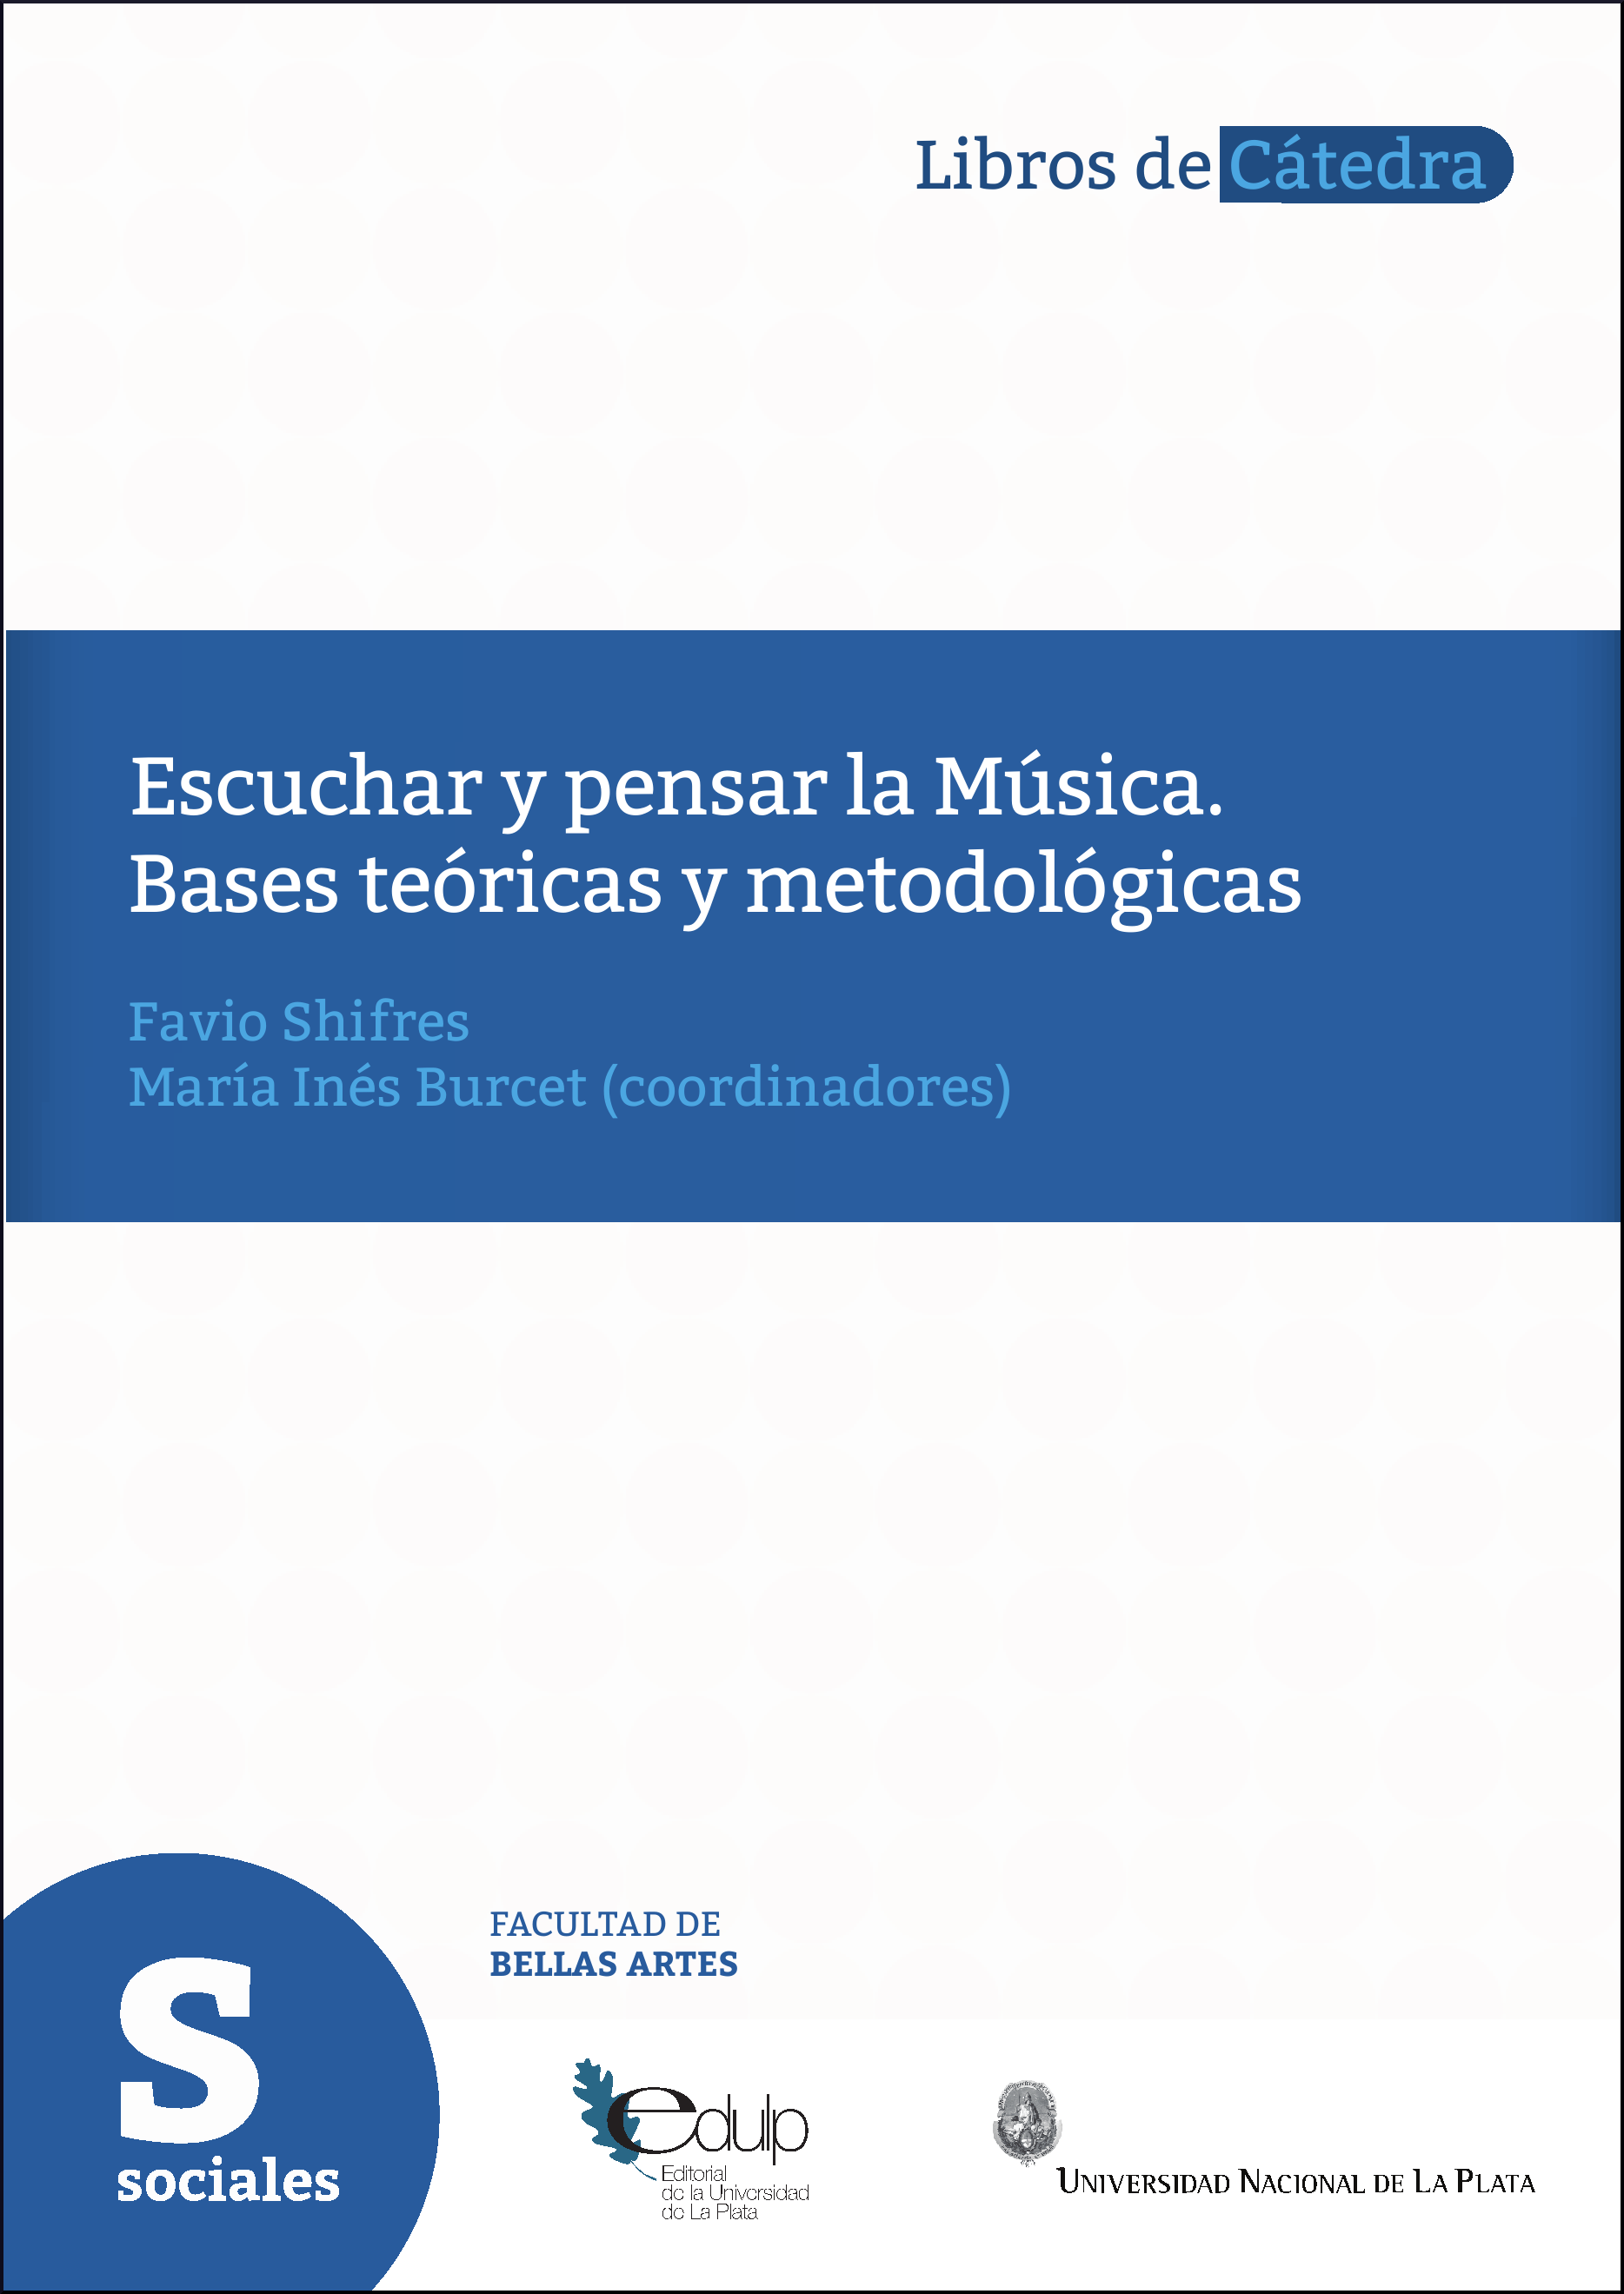 Libros de Cátedra
Escuchar y pensar la Música.
Bases teóricas y metodológicas
Favio Shifres
María Inés Burcet (coordinadores)
FACULTAD DE
BELLAS ARTES
S
sociales
edulp
Editorial
de la Universidad
de La Plata
UNIVERSIDAD NACIONAL DE LA PLATA